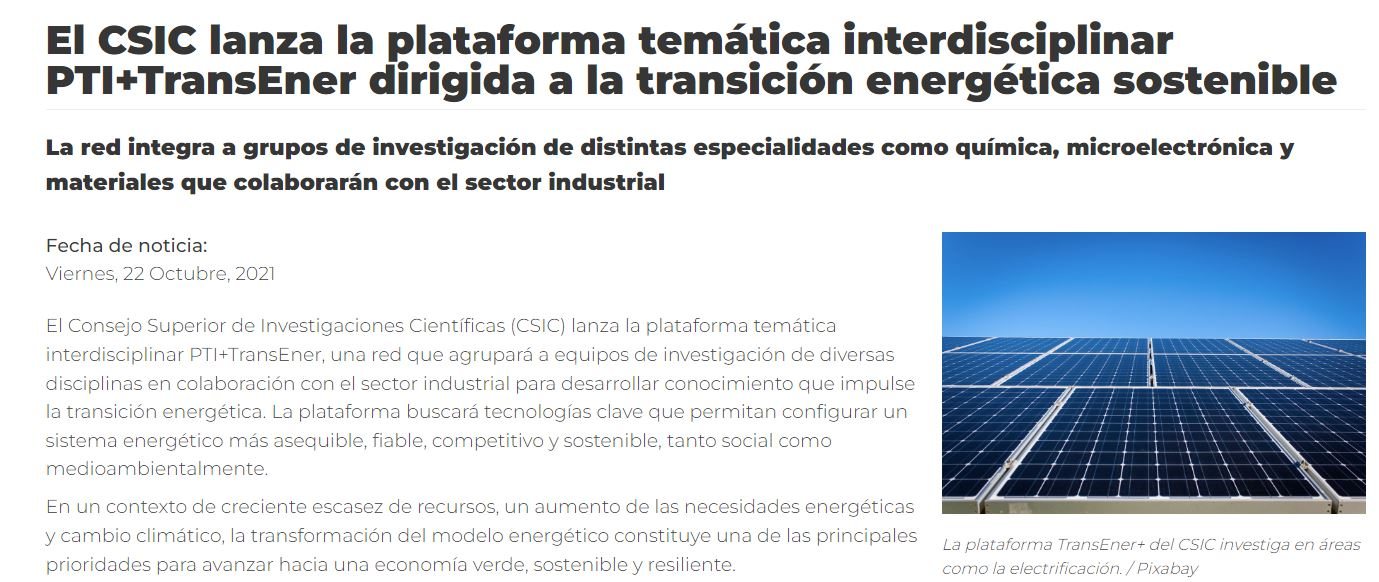 El CSIC lanza la plataforma temática interdisciplinar
PTI+TransEner dirigida a la transición energética sostenible
La red integra a grupos de investigación de distintas especialidades como química, microelectrónica y
materiales que colaborarán con el sector industrial
Fecha de noticia:
Viernes, 22 Octubre, 2021
El Consejo Superior de Investigaciones Científicas (CSIC) lanza la plataforma temática
interdisciplinar PTI+TransEner, una red que agrupará a equipos de investigación de diversas
disciplinas en colaboración con el sector industrial para desarrollar conocimiento que impulse
la transición energética. La plataforma buscará tecnologías clave que permitan configurar un
sistema energético más asequible, fiable, competitivo y sostenible, tanto social como
medioambientalmente.
En un contexto de creciente escasez de recursos, un aumento de las necesidades energéticas
y cambio climático, la transformación del modelo energético constituye una de las principales
prioridades para avanzar hacia una economía verde, sostenible y resiliente.
La plataforma TransEner+ del CSIC investiga en áreas
como la electrificación. / Pixabay